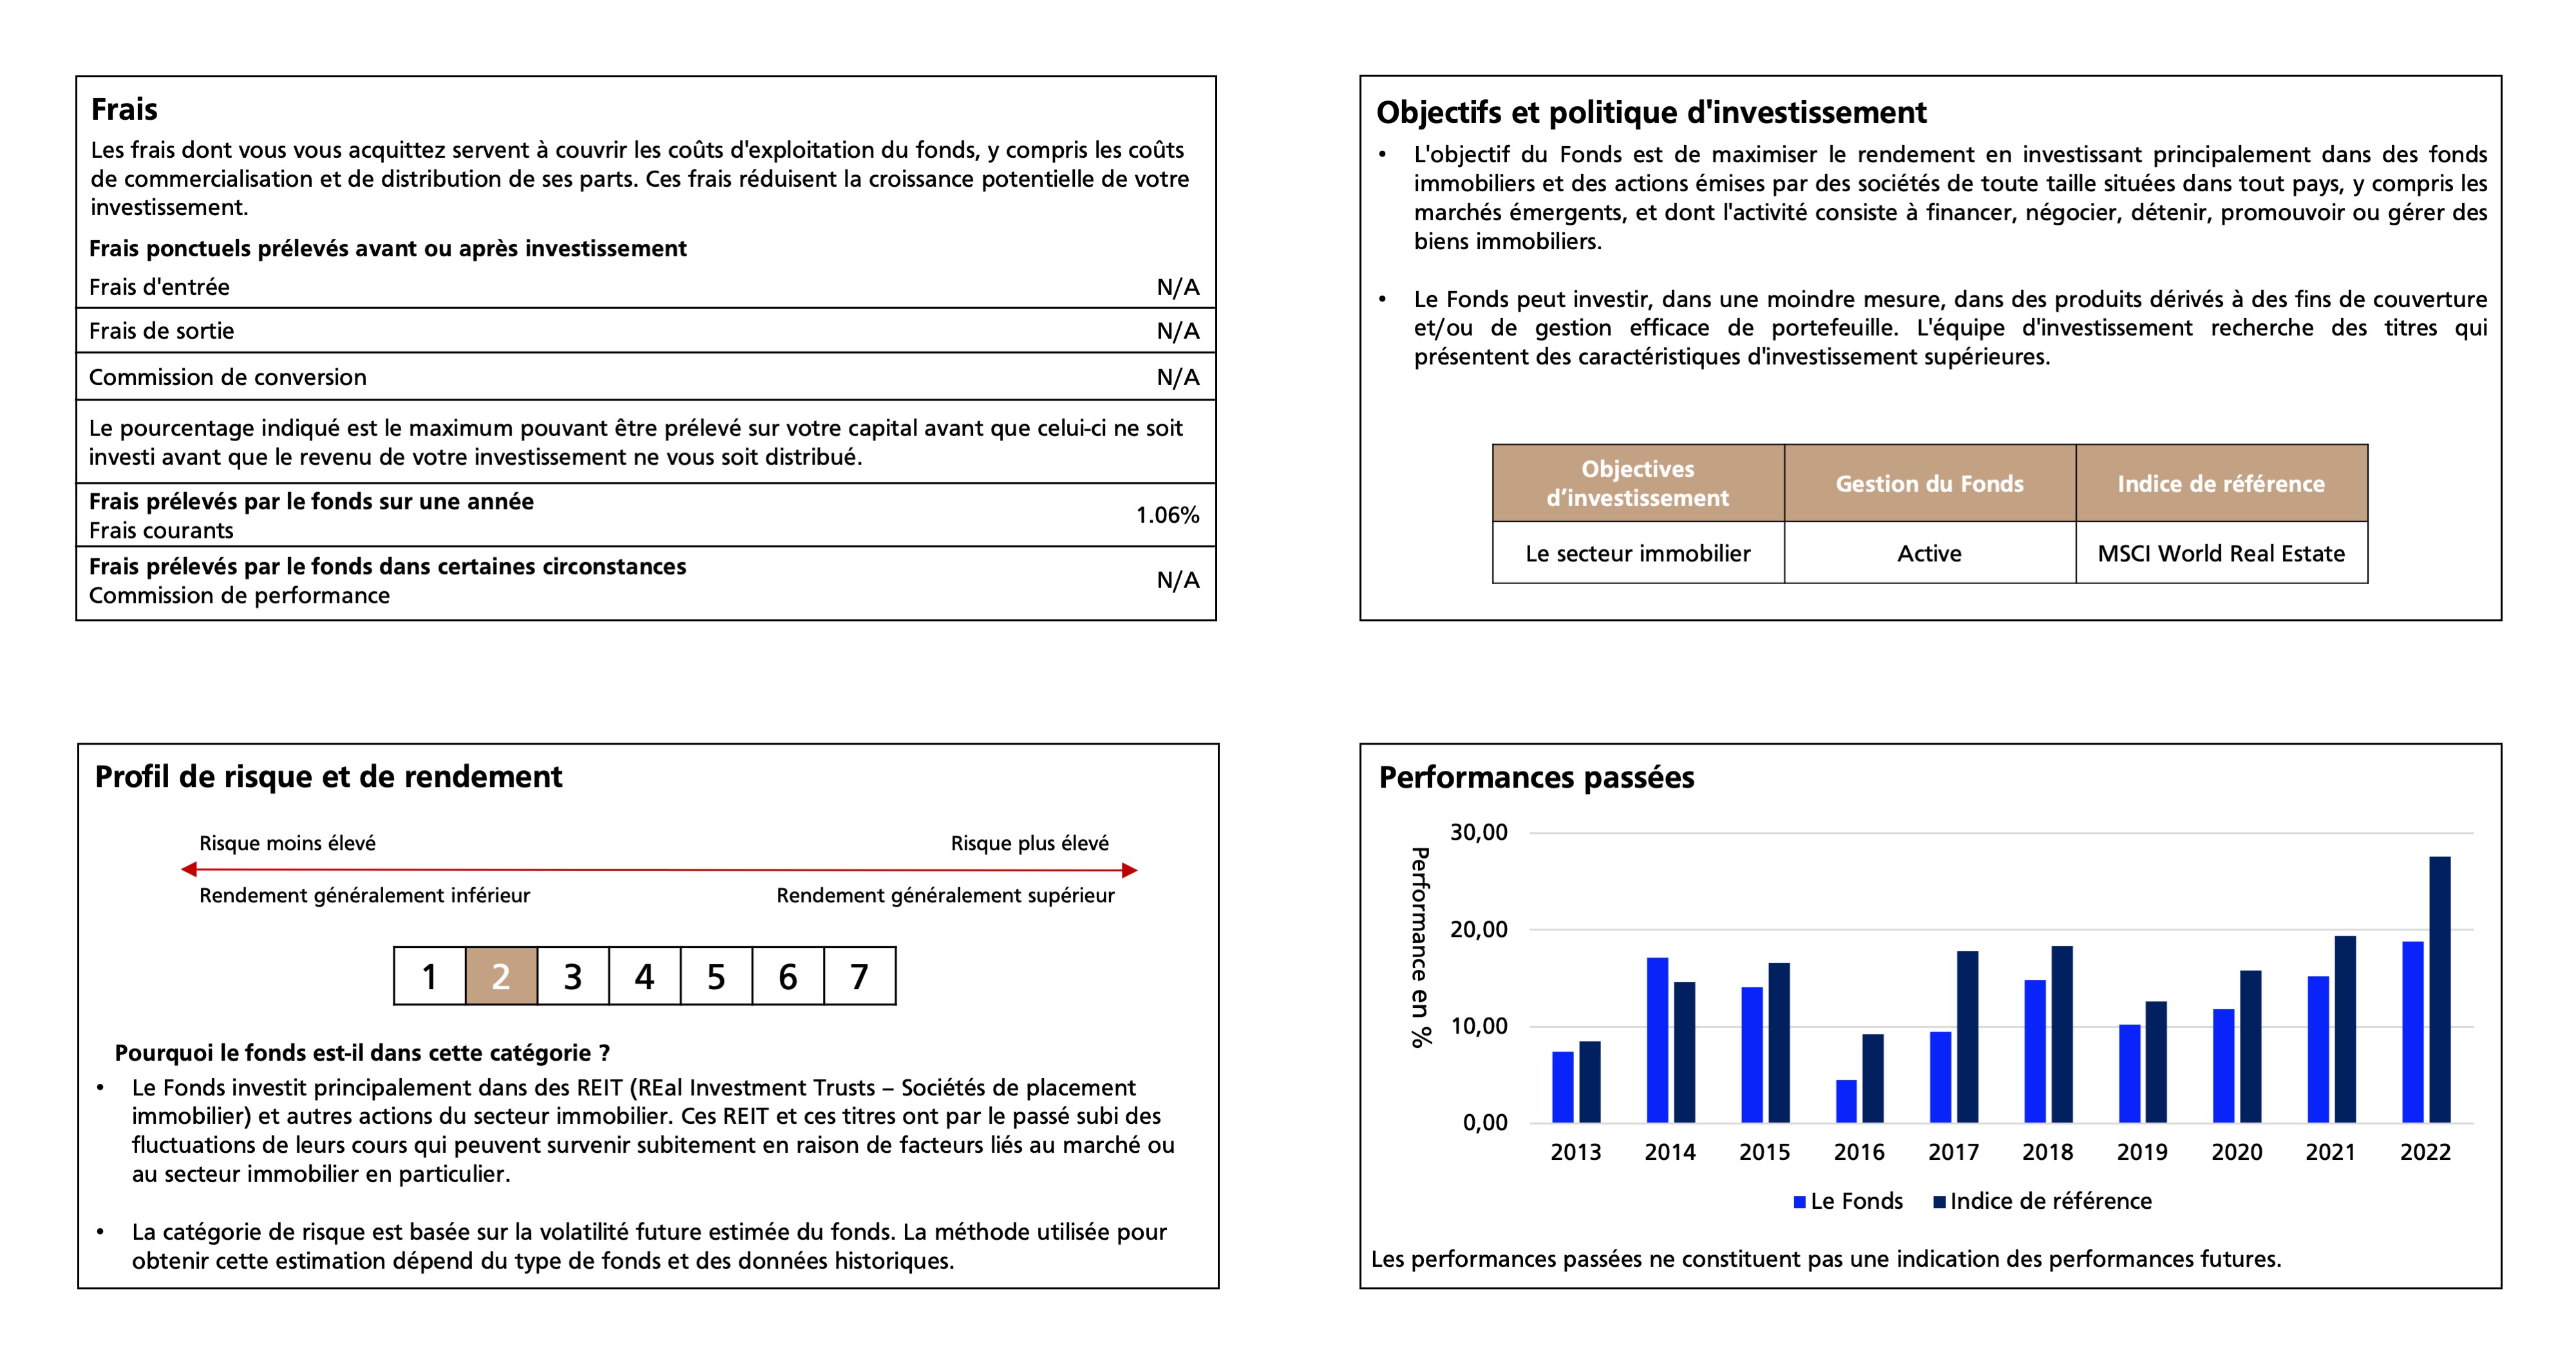 Frais
Les frais dont vous vous acquittez servent à couvrir les coûts d'exploitation du fonds, y compris les coûts
de commercialisation et de distribution de ses parts. Ces frais réduisent la croissance potentielle de votre
investissement.
Frais ponctuels prélevés avant ou après investissement
Frais d'entrée N/A
Frais de sortie N/A
Commission de conversion N/A
Le pourcentage indiqué est le maximum pouvant être prélevé sur votre capital avant que celui-ci ne soit
investi avant que le revenu de votre investissement ne vous soit distribué.
Frais prélevés par le fonds sur une année
Frais courants 1.06%
Frais prélevés par le fonds dans certaines circonstances
Commission de performance N/A
Objectifs et politique d'investissement
• L'objectif du Fonds est de maximiser le rendement en investissant principalement dans des fonds
immobiliers et des actions émises par des sociétés de toute taille situées dans tout pays, y compris les
marchés émergents, et dont l'activité consiste à financer, négocier, détenir, promouvoir ou gérer des
biens immobiliers.
• Le Fonds peut investir, dans une moindre mesure, dans des produits dérivés à des fins de couverture
et/ou de gestion efficace de portefeuille. L'équipe d'investissement recherche des titres qui
présentent des caractéristiques d'investissement supérieures.
Objectives
d’investissement
Gestion du Fonds
Indice de référence
Le secteur immobilier Active MSCI World Real Estate
Profil de risque et de rendement
Risque moins élevé Risque plus élevé
Rendement généralement inférieur Rendement généralement supérieur
1 2 3 4 5 6 7
Pourquoi le fonds est-il dans cette catégorie ?
• Le Fonds investit principalement dans des REIT (REal Investment Trusts – Sociétés de placement
immobilier) et autres actions du secteur immobilier. Ces REIT et ces titres ont par le passé subi des
fluctuations de leurs cours qui peuvent survenir subitement en raison de facteurs liés au marché ou
au secteur immobilier en particulier.
• La catégorie de risque est basée sur la volatilité future estimée du fonds. La méthode utilisée pour
obtenir cette estimation dépend du type de fonds et des données historiques.
Performances passées
Performance en %
30,00
20,00
10,00
0,00
2013 2014 2015 2016 2017 2018 2019 2020 2021 2022
Le Fonds Indice de référence
Les performances passées ne constituent pas une indication des performances futures.